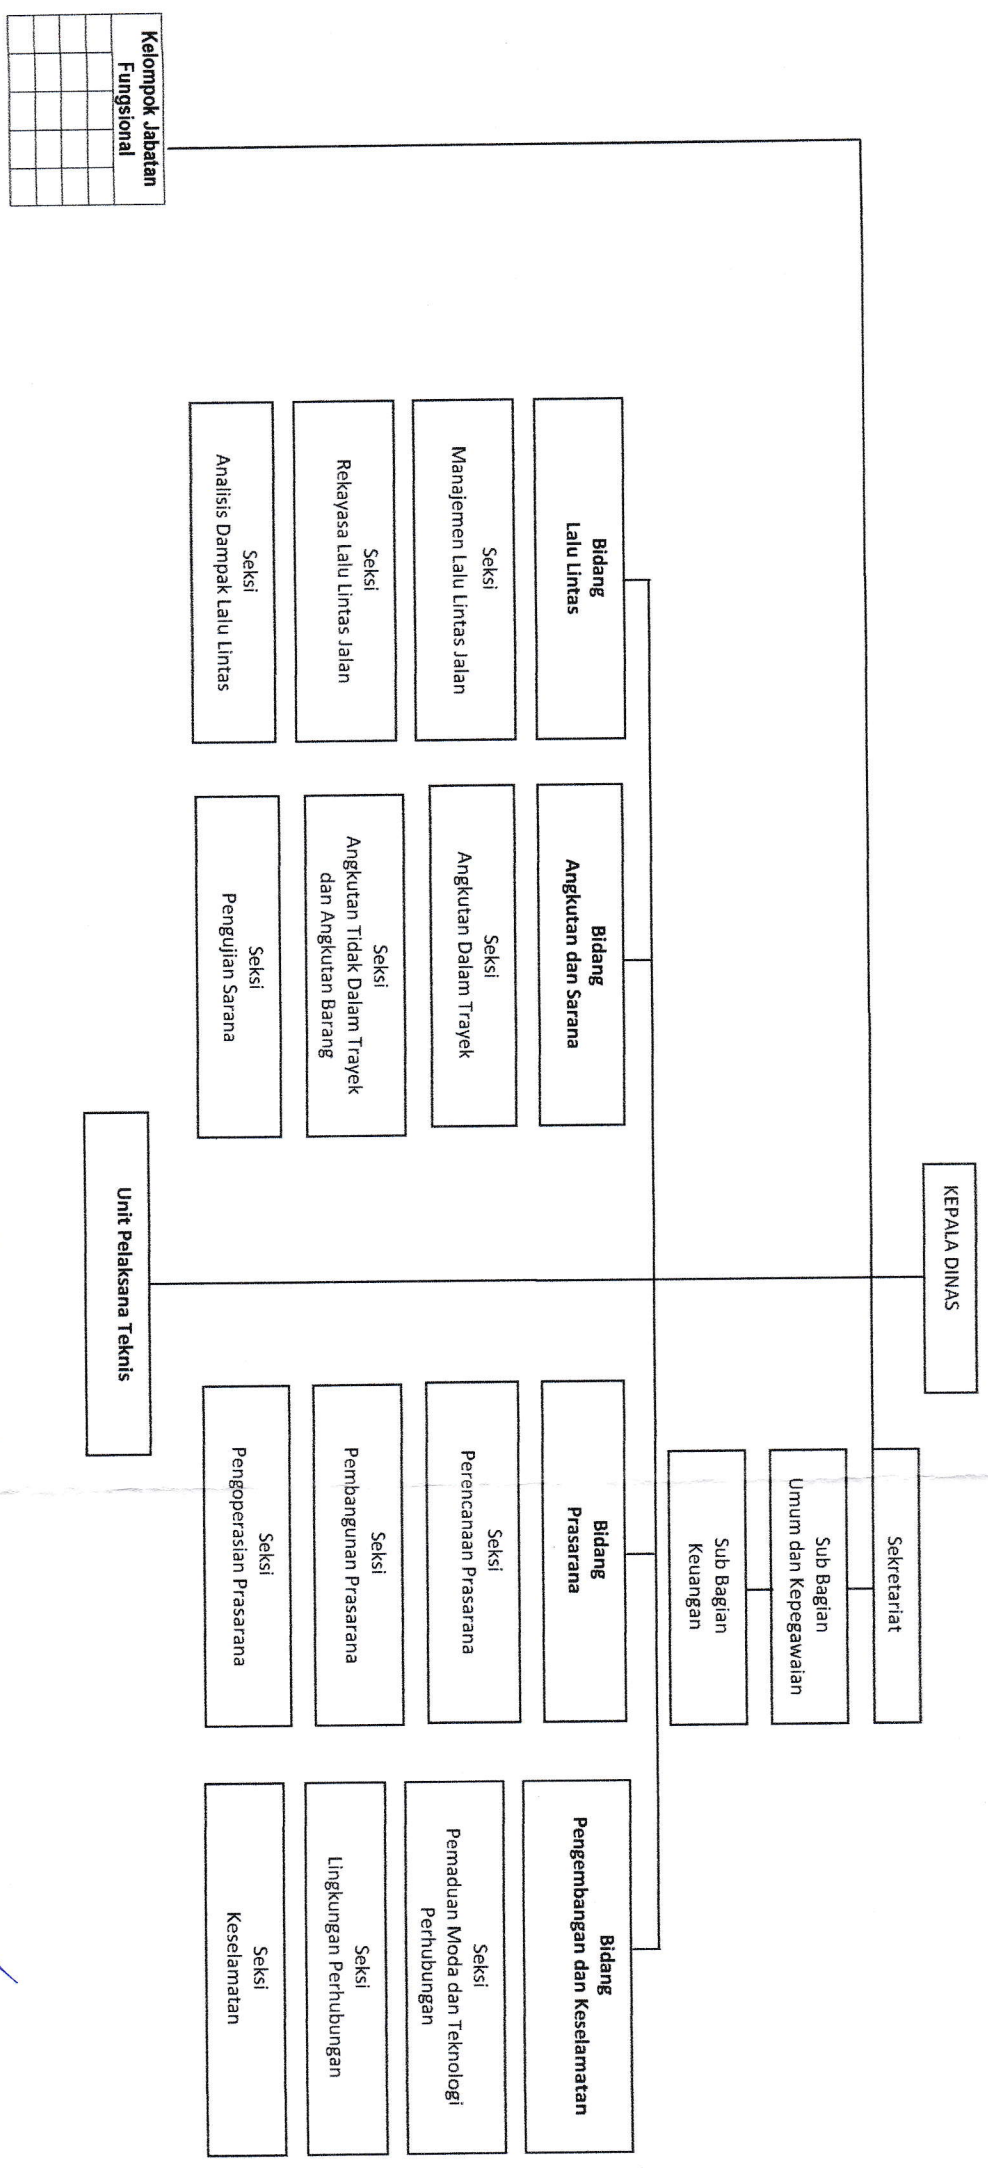 KEPALA DINAS
Sekretariat
Sub Bagian
Umum dan Kepegawaian
Sub Bagian
Keuangan
Kelompok Jabatan
Fungsional
Bidang
Lalu Lintas
Seksi
Manajemen Lalu Lintas Jalan
Seksi
Rekayasa Lalu Lintas Jalan
Seksi
Analisis Dampak Lalu Lintas
Bidang
Angkutan dan Sarana
Seksi
Angkutan Dalam Trayek
Seksi
Angkutan Tidak Dalam Trayek
dan Angkutan Barang
Seksi
Pengujian Sarana
Bidang
Prasarana
Seksi
Perencanaan Prasarana
Seksi
Pembangunan Prasarana
Seksi
Pengoperasian Prasarana
Bidang
Pengembangan dan Keselamatan
Seksi
Pemaduan Moda dan Teknologi
Perhubungan
Seksi
Lingkungan Perhubungan
Seksi
Keselamatan
Unit Pelaksana Teknis